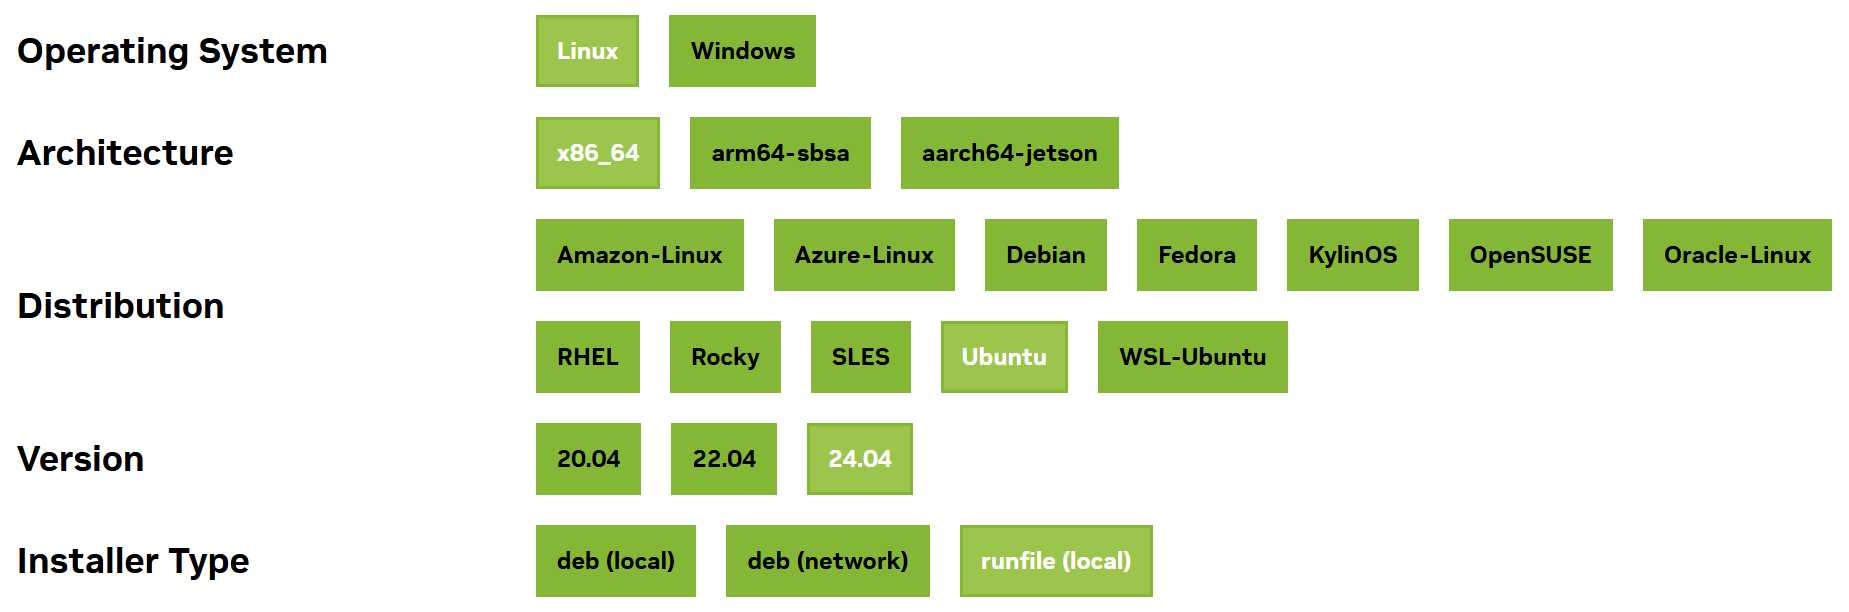 Operating System
Linux Windows
Architecture
x86_64 arm64-sbsa aarch64-jetson
Distribution
Amazon-Linux Azure-Linux Debian Fedora KylinOS OpenSUSE Oracle-Linux
RHEL Rocky SLES Ubuntu WSL-Ubuntu
Version
20.04 22.04 24.04
Installer Type
deb (local) deb (network) runfile (local)